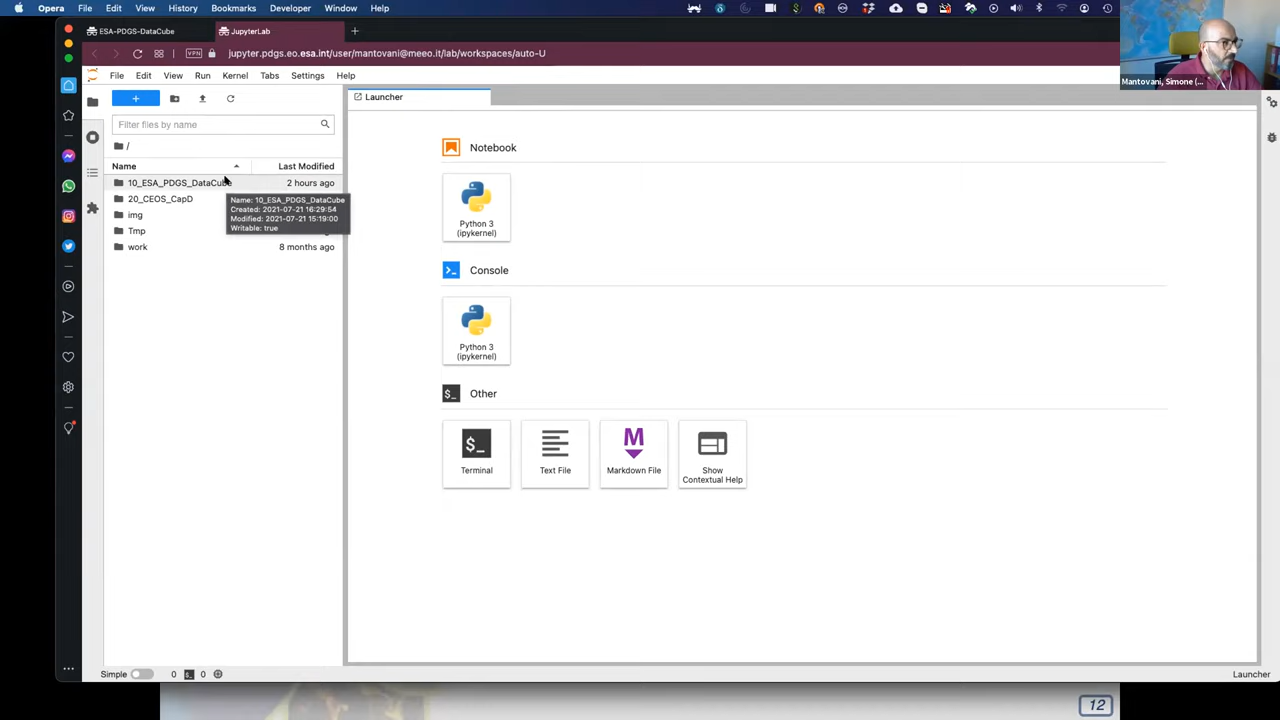 Opera File Edit View History Bookmarks Developer Window Help
ESA-PDGS-DataCube
JupyterLab
VPN
jupyter.pdgs.eo.esa.int/user/mantovani@meeo.it/lab/workspaces/auto-U
Mantovani, Simone (...
File Edit View Run Kernel Tabs Settings Help
Launcher
Filter files by name
/
Name Last Modified
10_ESA_PDGS_DataCube 2 hours ago
20_CEOS_CapD
img
Tmp
work 8 months ago
Name: 10_ESA_PDGS_DataCube
Created: 2021-07-21 16:29:54
Modified: 2021-07-21 15:19:00
Writable: true
Notebook
Python 3
(ipykernel)
Console
Python 3
(ipykernel)
$_ Other
$_
Terminal
Text File
M
Markdown File
Show
Contextual Help
Simple 0 0
Launcher
12